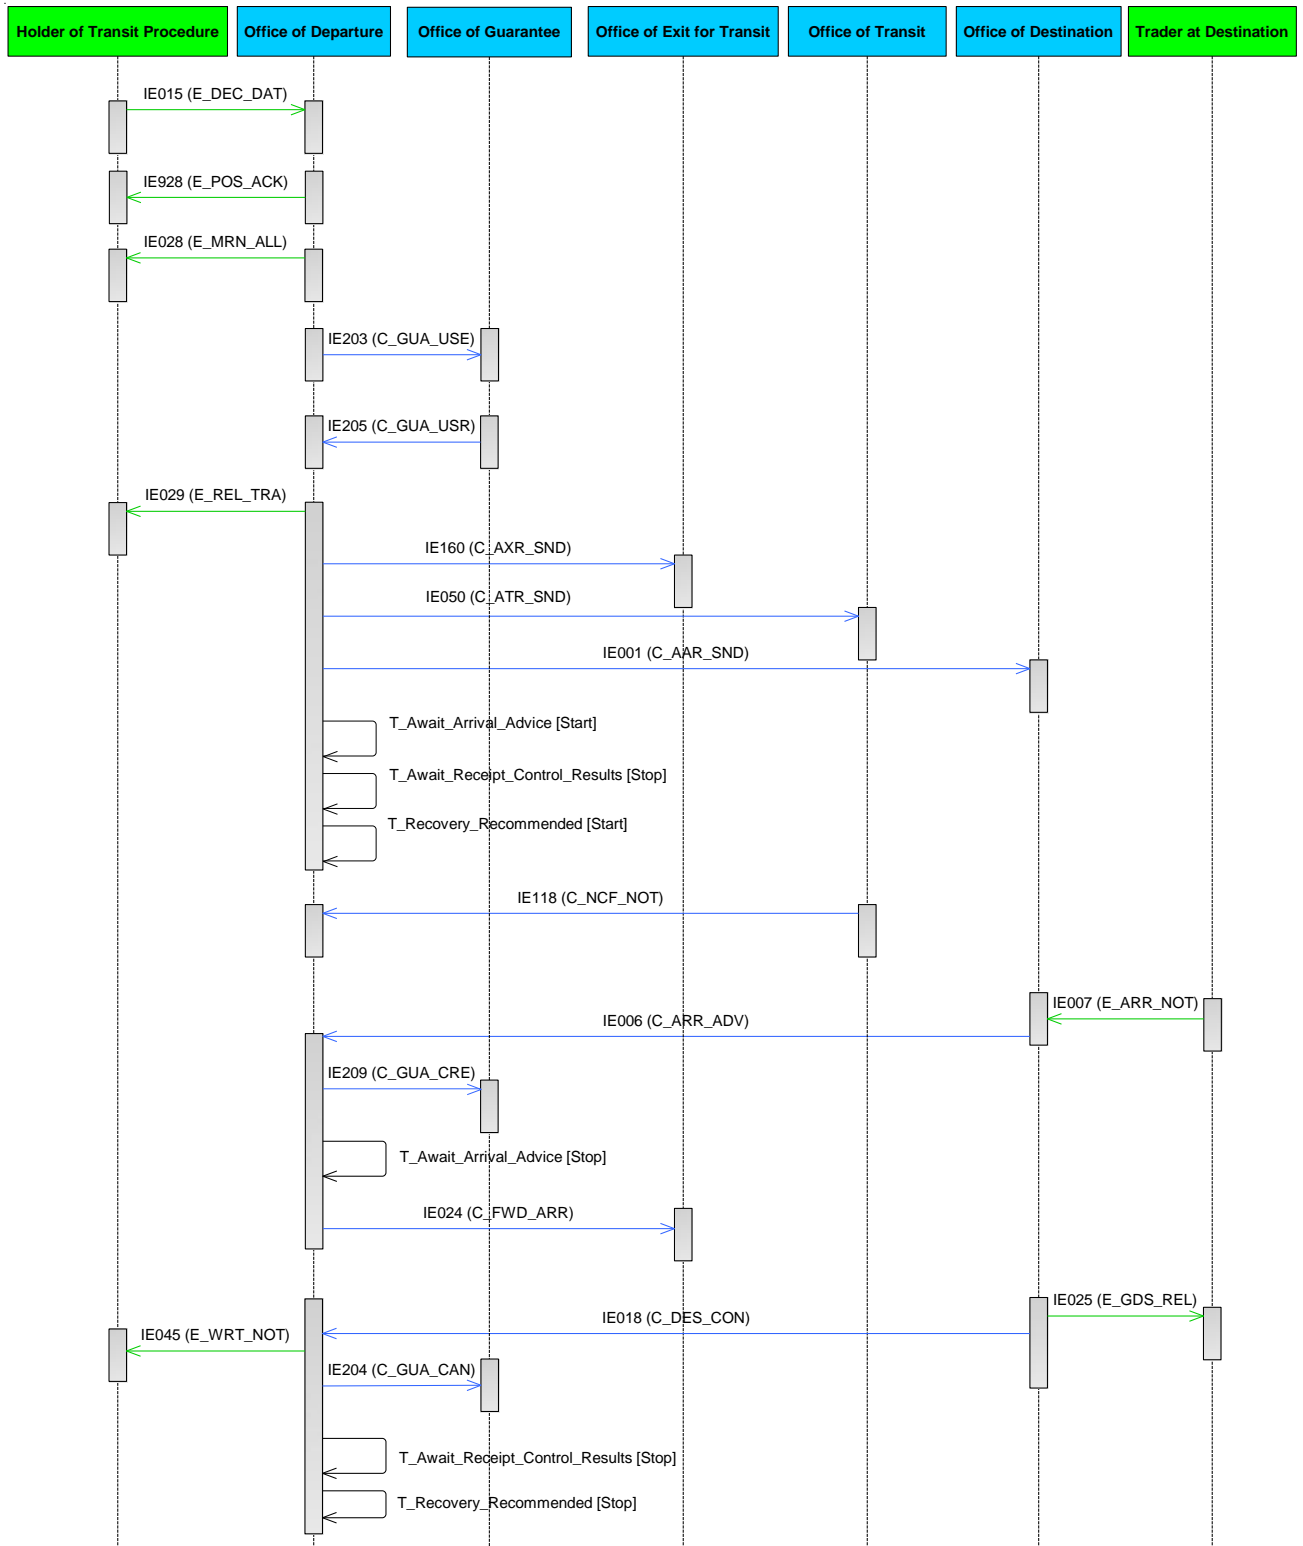 Holder of Transit Procedure
Office of Departure
Office of Guarantee
Office of Exit for Transit
Office of Transit
Office of Destination
Trader at Destination
IE015 (E_DEC_DAT)
IE928 (E_POS_ACK)
IE028 (E_MRN_ALL)
IE203 (C_GUA_USE)
IE205 (C_GUA_USR)
IE029 (E_REL_TRA)
IE160 (C_AXR_SND)
IE050 (C_ATR_SND)
IE001 (C_AAR_SND)
T_Await_Arrival_Advice [Start]
T_Await_Receipt_Control_Results [Stop]
T_Recovery_Recommended [Start]
IE118 (C_NCF_NOT)
IE007 (E_ARR_NOT)
IE006 (C_ARR_ADV)
IE209 (C_GUA_CRE)
T_Await_Arrival_Advice [Stop]
IE024 (C_FWD_ARR)
IE025 (E_GDS_REL)
IE018 (C_DES_CON)
IE045 (E_WRT_NOT)
IE204 (C_GUA_CAN)
T_Await_Receipt_Control_Results [Stop]
T_Recovery_Recommended [Stop]